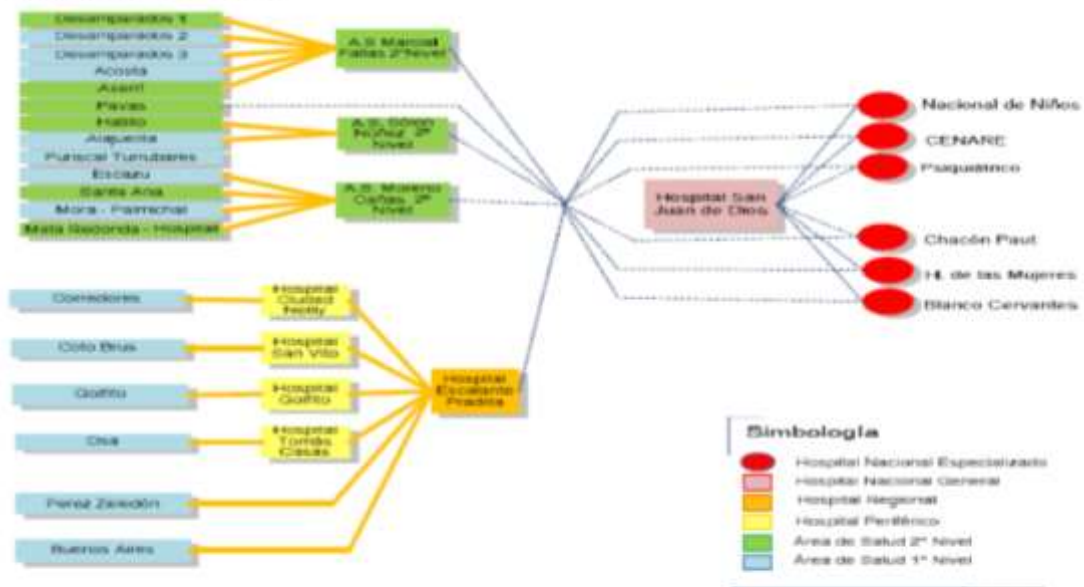 Desamparados 1
Desamparados 2
Desamparados 3
Acosta
Aserrí
Pavas
Hatillo
Alajuelita
Puriscal Turrubares
Escazu
Santa Ana
Mora - Palmichal
Mata Redonda - Hospital
A.S. Marcial
Fallas 2°Nivel
A.S. Solón
Núñez 2°
Nivel
A.S. Moreno
Cañas 2°
Nivel
Hospital San
Juan de Dios
Nacional de Niños
CENARE
Psiquiátrico
Chacón Paut
H. de las Mujeres
Blanco Cervantes
Corredores
Coto Brus
Golfito
Osa
Perez Zeledón
Buenos Aires
Hospital
Ciudad
Neilly
Hospital
San Vito
Hospital
Golfito
Hospital
Tomás
Casas
Hospital
Escalante
Pradilla
Simbología
Hospital Nacional Especializado
Hospital Nacional General
Hospital Regional
Hospital Periférico
Área de Salud 2° Nivel
Área de Salud 1° Nivel